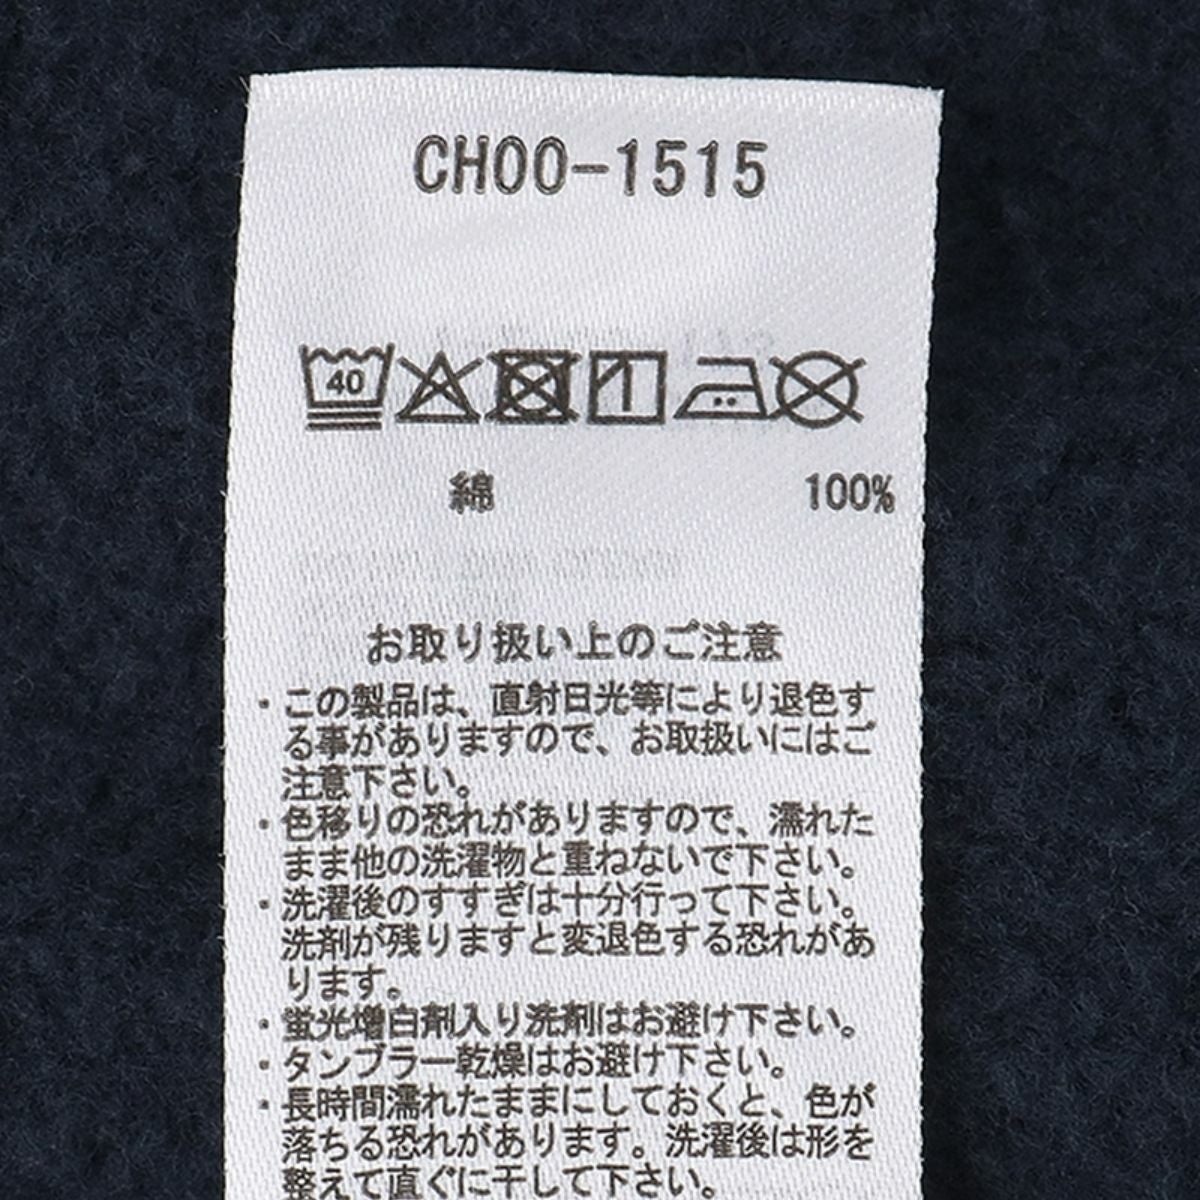 CH00-1515
40
綿 100%
お取り扱い上のご注意
・この製品は、直射日光等により退色す
る事がありますので、お取扱いにはご
注意下さい。
・色移りの恐れがありますので、濡れた
まま他の洗濯物と重ねないで下さい。
・洗濯後のすすぎは十分行って下さい。
洗剤が残りますと変退色する恐れがあ
ります。
・蛍光増白剤入り洗剤はお避け下さい。
・タンブラー乾燥はお避け下さい。
・長時間濡れたままにしておくと、色が
落ちる恐れがあります。洗濯後は形を
整えて直ぐに干して下さい。